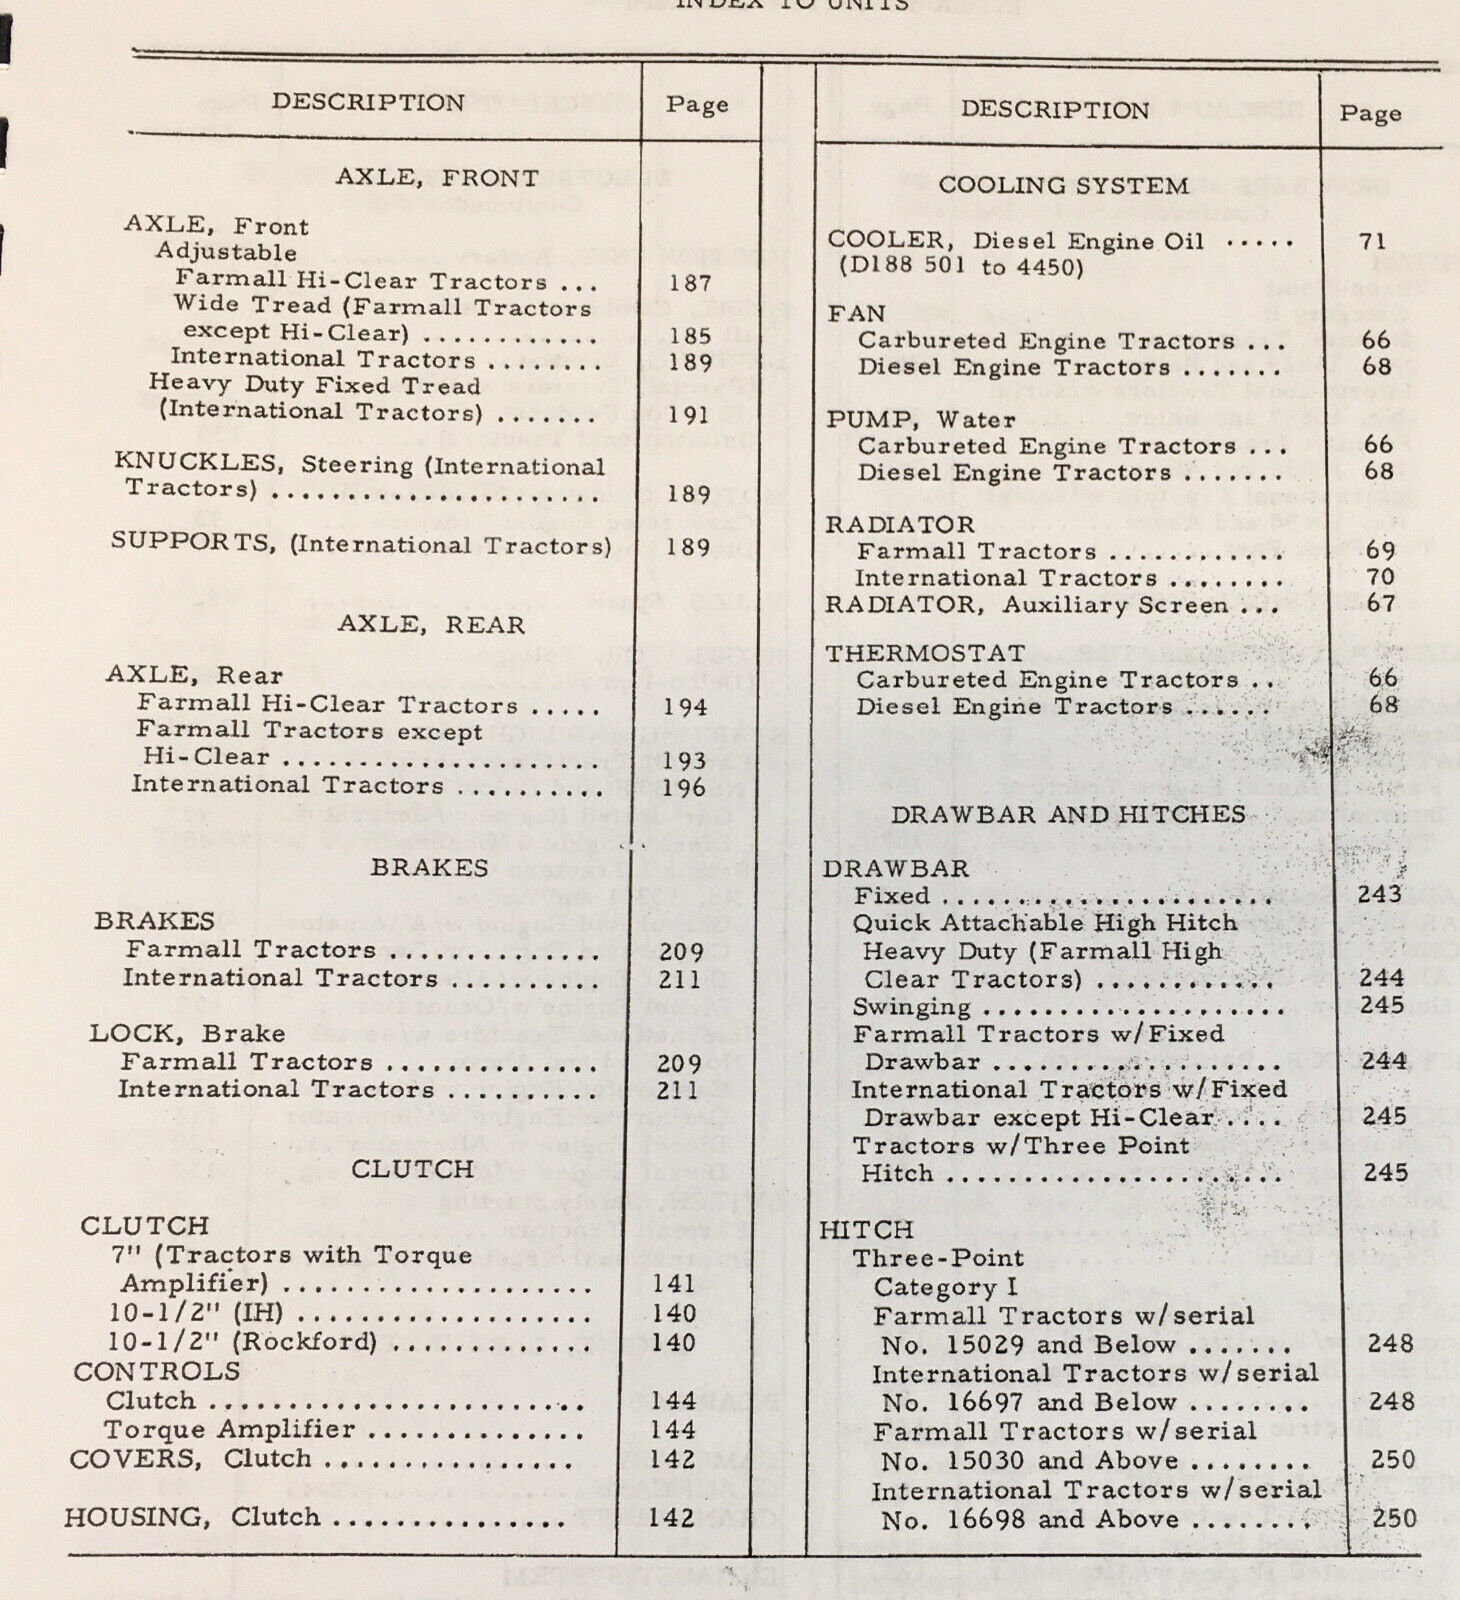 INDEX TO UNITS
DESCRIPTION Page
AXLE, FRONT
AXLE, Front
Adjustable
Farmall Hi-Clear Tractors ... 187
Wide Tread (Farmall Tractors
except Hi-Clear) ............ 185
International Tractors ........ 189
Heavy Duty Fixed Tread
(International Tractors) ....... 191
KNUCKLES, Steering (International
Tractors) ...................... 189
SUPPORTS, (International Tractors) 189
AXLE, REAR
AXLE, Rear
Farmall Hi-Clear Tractors ..... 194
Farmall Tractors except
Hi-Clear ..................... 193
International Tractors .......... 196
BRAKES
BRAKES
Farmall Tractors .............. 209
International Tractors .......... 211
LOCK, Brake
Farmall Tractors .............. 209
International Tractors .......... 211
CLUTCH
CLUTCH
7" (Tractors with Torque
Amplifier) .................... 141
10-1/2" (IH) .................... 140
10-1/2" (Rockford) ............. 140
CONTROLS
Clutch ......................... 144
Torque Amplifier .............. 144
COVERS, Clutch ................ 142
HOUSING, Clutch ............... 142
DESCRIPTION Page
COOLING SYSTEM
COOLER, Diesel Engine Oil ..... 71
(D188 501 to 4450)
FAN
Carbureted Engine Tractors ... 66
Diesel Engine Tractors ....... 68
PUMP, Water
Carbureted Engine Tractors ... 66
Diesel Engine Tractors ....... 68
RADIATOR
Farmall Tractors ............ 69
International Tractors ........ 70
RADIATOR, Auxiliary Screen ... 67
THERMOSTAT
Carbureted Engine Tractors .. 66
Diesel Engine Tractors ...... 68
DRAWBAR AND HITCHES
DRAWBAR
Fixed ...................... 243
Quick Attachable High Hitch
Heavy Duty (Farmall High
Clear Tractors) ............ 244
Swinging .................... 245
Farmall Tractors w/Fixed
Drawbar ................... 244
International Tractors w/Fixed
Drawbar except Hi-Clear .... 245
Tractors w/Three Point
Hitch ...................... 245
HITCH
Three-Point
Category I
Farmall Tractors w/serial
No. 15029 and Below ....... 248
International Tractors w/serial
No. 16697 and Below ........ 248
Farmall Tractors w/serial
No. 15030 and Above ........ 250
International Tractors w/serial
No. 16698 and Above ........ 250